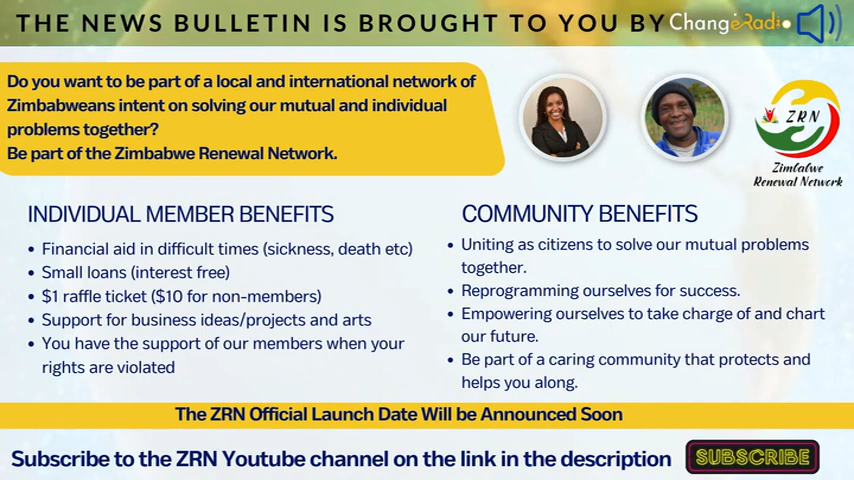 THE NEWS BULLETIN IS BROUGHT TO YOU BY ChangeRadio
Do you want to be part of a local and international network of
Zimbabweans intent on solving our mutual and individual
problems together?
Be part of the Zimbabwe Renewal Network.
ZRN
Zimbabwe
Renewal Network
INDIVIDUAL MEMBER BENEFITS
• Financial aid in difficult times (sickness, death etc)
• Small loans (interest free)
• $1 raffle ticket ($10 for non-members)
• Support for business ideas/projects and arts
• You have the support of our members when your
rights are violated
COMMUNITY BENEFITS
• Uniting as citizens to solve our mutual problems
together.
• Reprogramming ourselves for success.
• Empowering ourselves to take charge of and chart
our future.
• Be part of a caring community that protects and
helps you along.
The ZRN Official Launch Date Will be Announced Soon
Subscribe to the ZRN Youtube channel on the link in the description
SUBSCRIBE